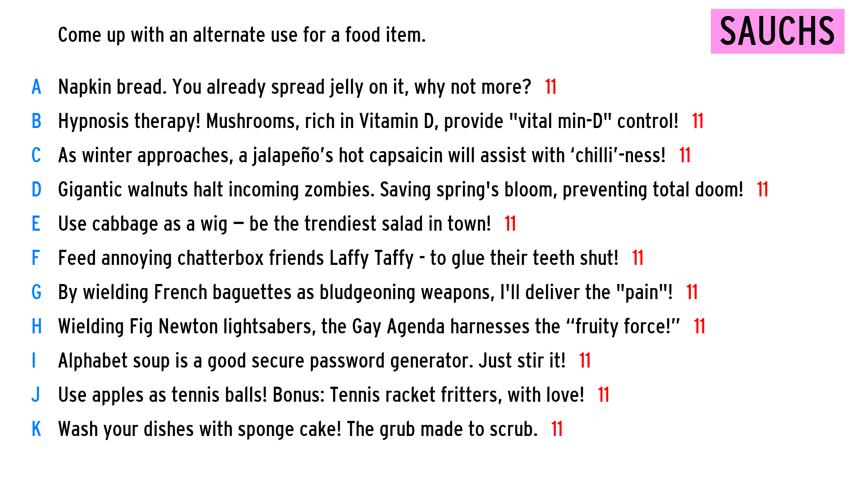 Come up with an alternate use for a food item.
SAUCHS
A Napkin bread. You already spread jelly on it, why not more? 11
B Hypnosis therapy! Mushrooms, rich in Vitamin D, provide "vital min-D" control! 11
C As winter approaches, a jalapeño’s hot capsaicin will assist with ‘chilli’-ness! 11
D Gigantic walnuts halt incoming zombies. Saving spring's bloom, preventing total doom! 11
E Use cabbage as a wig – be the trendiest salad in town! 11
F Feed annoying chatterbox friends Laffy Taffy - to glue their teeth shut! 11
G By wielding French baguettes as bludgeoning weapons, I'll deliver the "pain"! 11
H Wielding Fig Newton lightsabers, the Gay Agenda harnesses the “fruity force!” 11
I Alphabet soup is a good secure password generator. Just stir it! 11
J Use apples as tennis balls! Bonus: Tennis racket fritters, with love! 11
K Wash your dishes with sponge cake! The grub made to scrub. 11